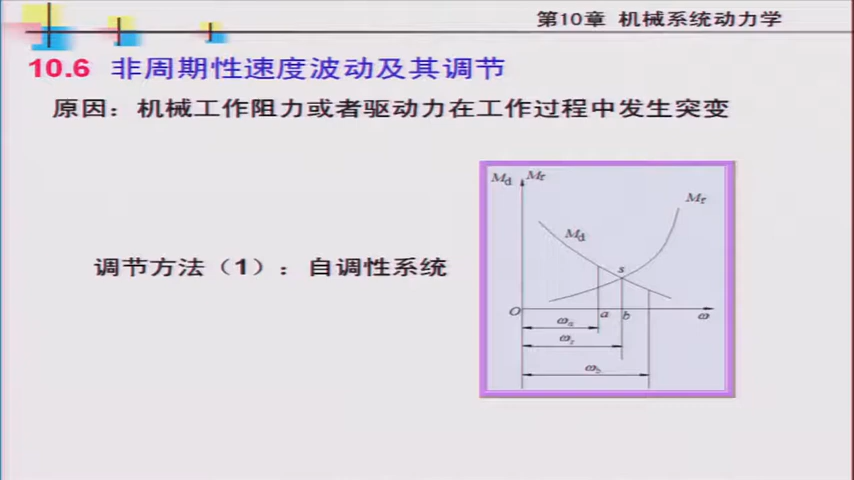 第10章 机械系统动力学
10.6 非周期性速度波动及其调节
原因：机械工作阻力或者驱动力在工作过程中发生突变
调节方法（1）：自调性系统
Md Mr
Mr
Md
s
O a b ω
ωa
ωs
ωb